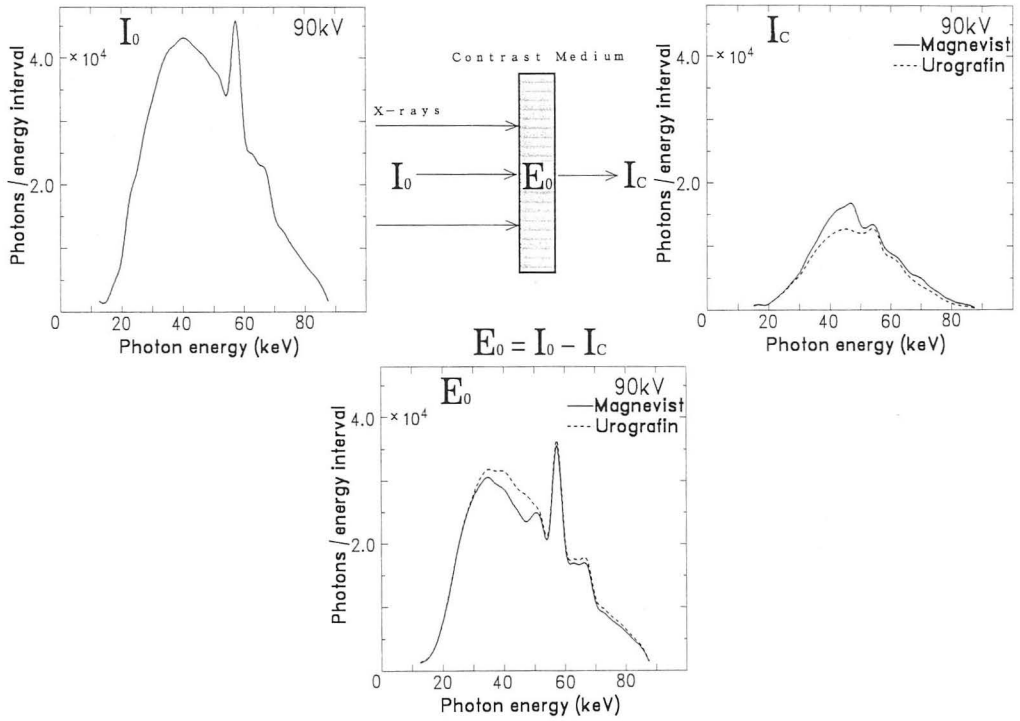 I₀ 90kV
× 10⁴
4.0
2.0
Photons / energy interval
0 20 40 60 80
Photon energy (keV)
Contrast Medium
X-rays
I₀ E₀ I_C
I_C 90kV
Magnevist
Urografin
× 10⁴
4.0
2.0
Photons / energy interval
0 20 40 60 80
Photon energy (keV)
E₀ = I₀ – I_C
E₀ 90kV
Magnevist
Urografin
× 10⁴
4.0
2.0
Photons / energy interval
0 20 40 60 80
Photon energy (keV)